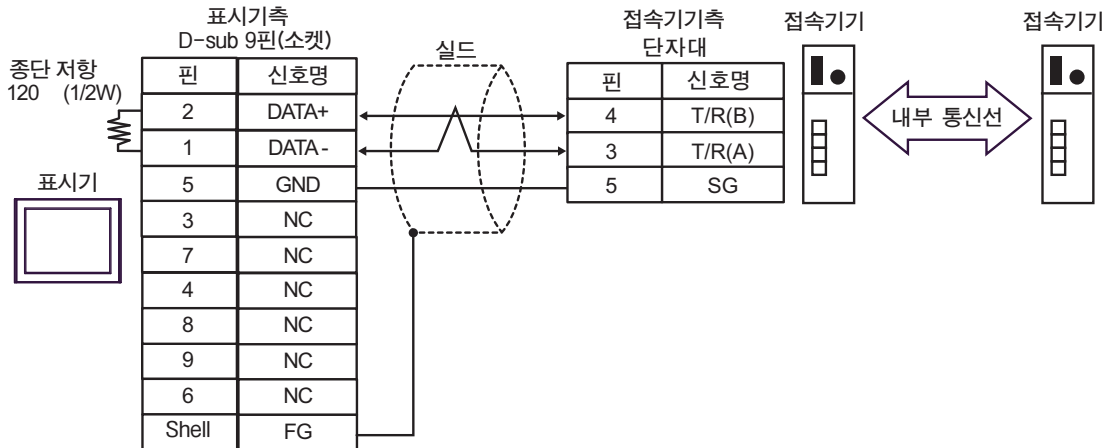 표시기측
D-sub 9핀(소켓)
종단 저항
120 (1/2W)
핀 신호명
2 DATA+
1 DATA-
5 GND
3 NC
7 NC
4 NC
8 NC
9 NC
6 NC
Shell FG
표시기
실드
접속기기측
단자대
핀 신호명
4 T/R(B)
3 T/R(A)
5 SG
접속기기
내부 통신선
접속기기